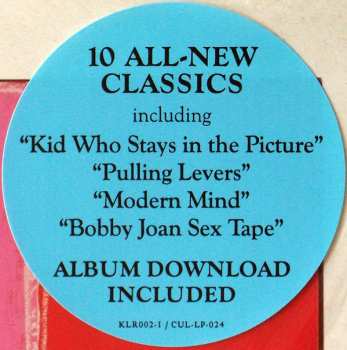 10 ALL-NEW
CLASSICS
including
“Kid Who Stays in the Picture”
“Pulling Levers”
“Modern Mind”
“Bobby Joan Sex Tape”
ALBUM DOWNLOAD
INCLUDED
KLR002-1 / CUL-LP-024